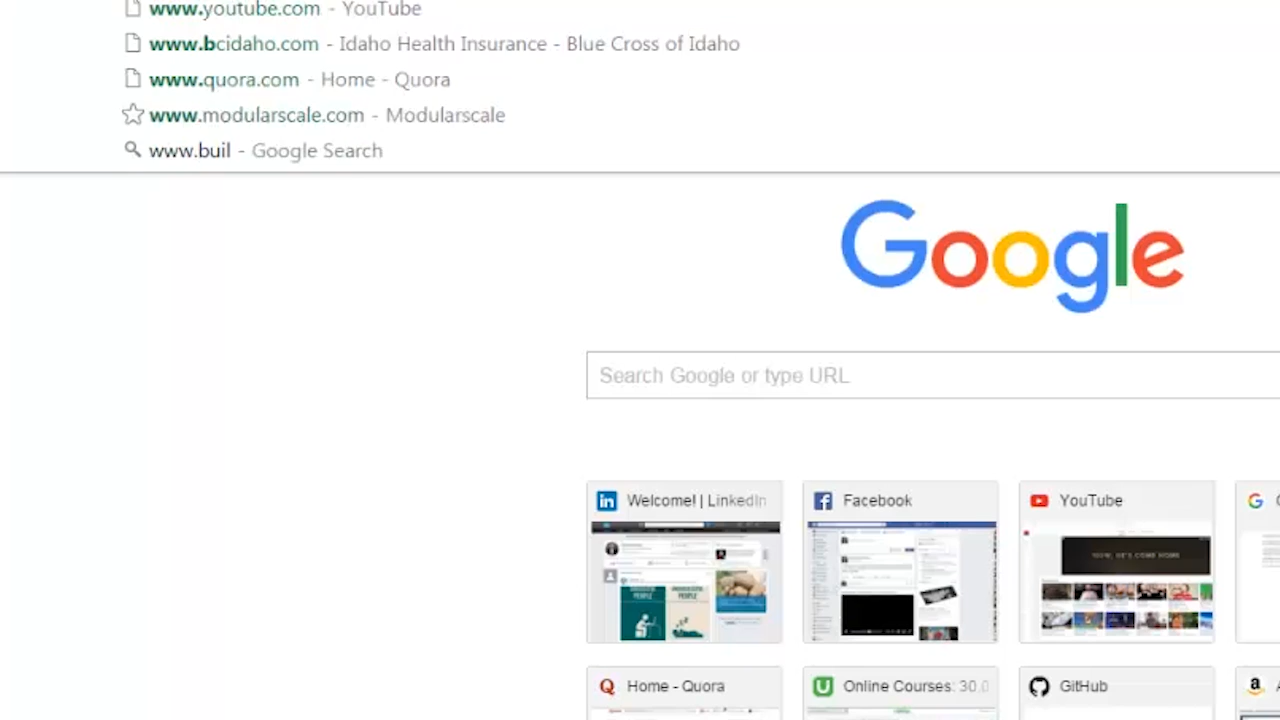 www.youtube.com - YouTube
www.bcidaho.com - Idaho Health Insurance - Blue Cross of Idaho
www.quora.com - Home - Quora
www.modularscale.com - Modularscale
www.buil - Google Search
Google
Search Google or type URL
Welcome! | LinkedIn
Facebook
YouTube
Home - Quora
Online Courses: 30,0
GitHub